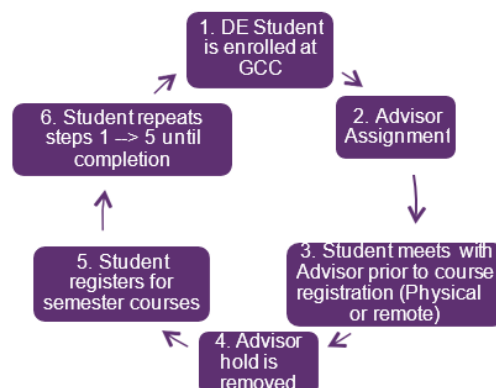 1. DE Student
is enrolled at
GCC
2. Advisor
Assignment
3. Student meets with
Advisor prior to course
registration (Physical
or remote)
4. Advisor
hold is
removed
5. Student
registers for
semester courses
6. Student repeats
steps 1 --> 5 until
completion